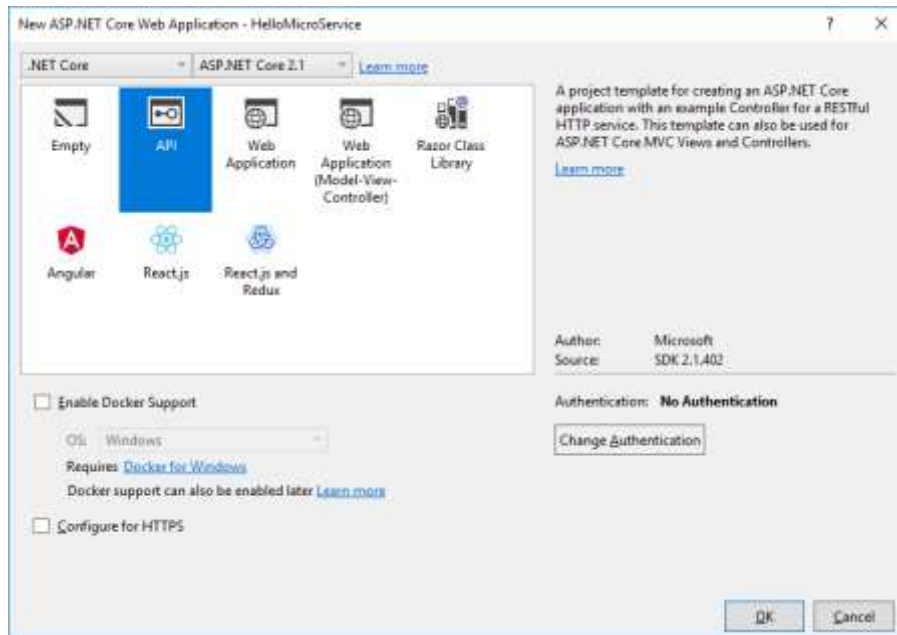 New ASP.NET Core Web Application - HelloMicroService
? ×
.NET Core
ASP.NET Core 2.1
Learn more
Empty
API
Web
Application
Web
Application
(Model-View-
Controller)
Razor Class
Library
Angular
React.js
React.js and
Redux
A project template for creating an ASP.NET Core
application with an example Controller for a RESTful
HTTP service. This template can also be used for
ASP.NET Core MVC Views and Controllers.
Learn more
Author: Microsoft
Source: SDK 2.1.402
Enable Docker Support
OS: Windows
Requires Docker for Windows
Docker support can also be enabled later Learn more
Configure for HTTPS
Authentication: No Authentication
Change Authentication
OK
Cancel